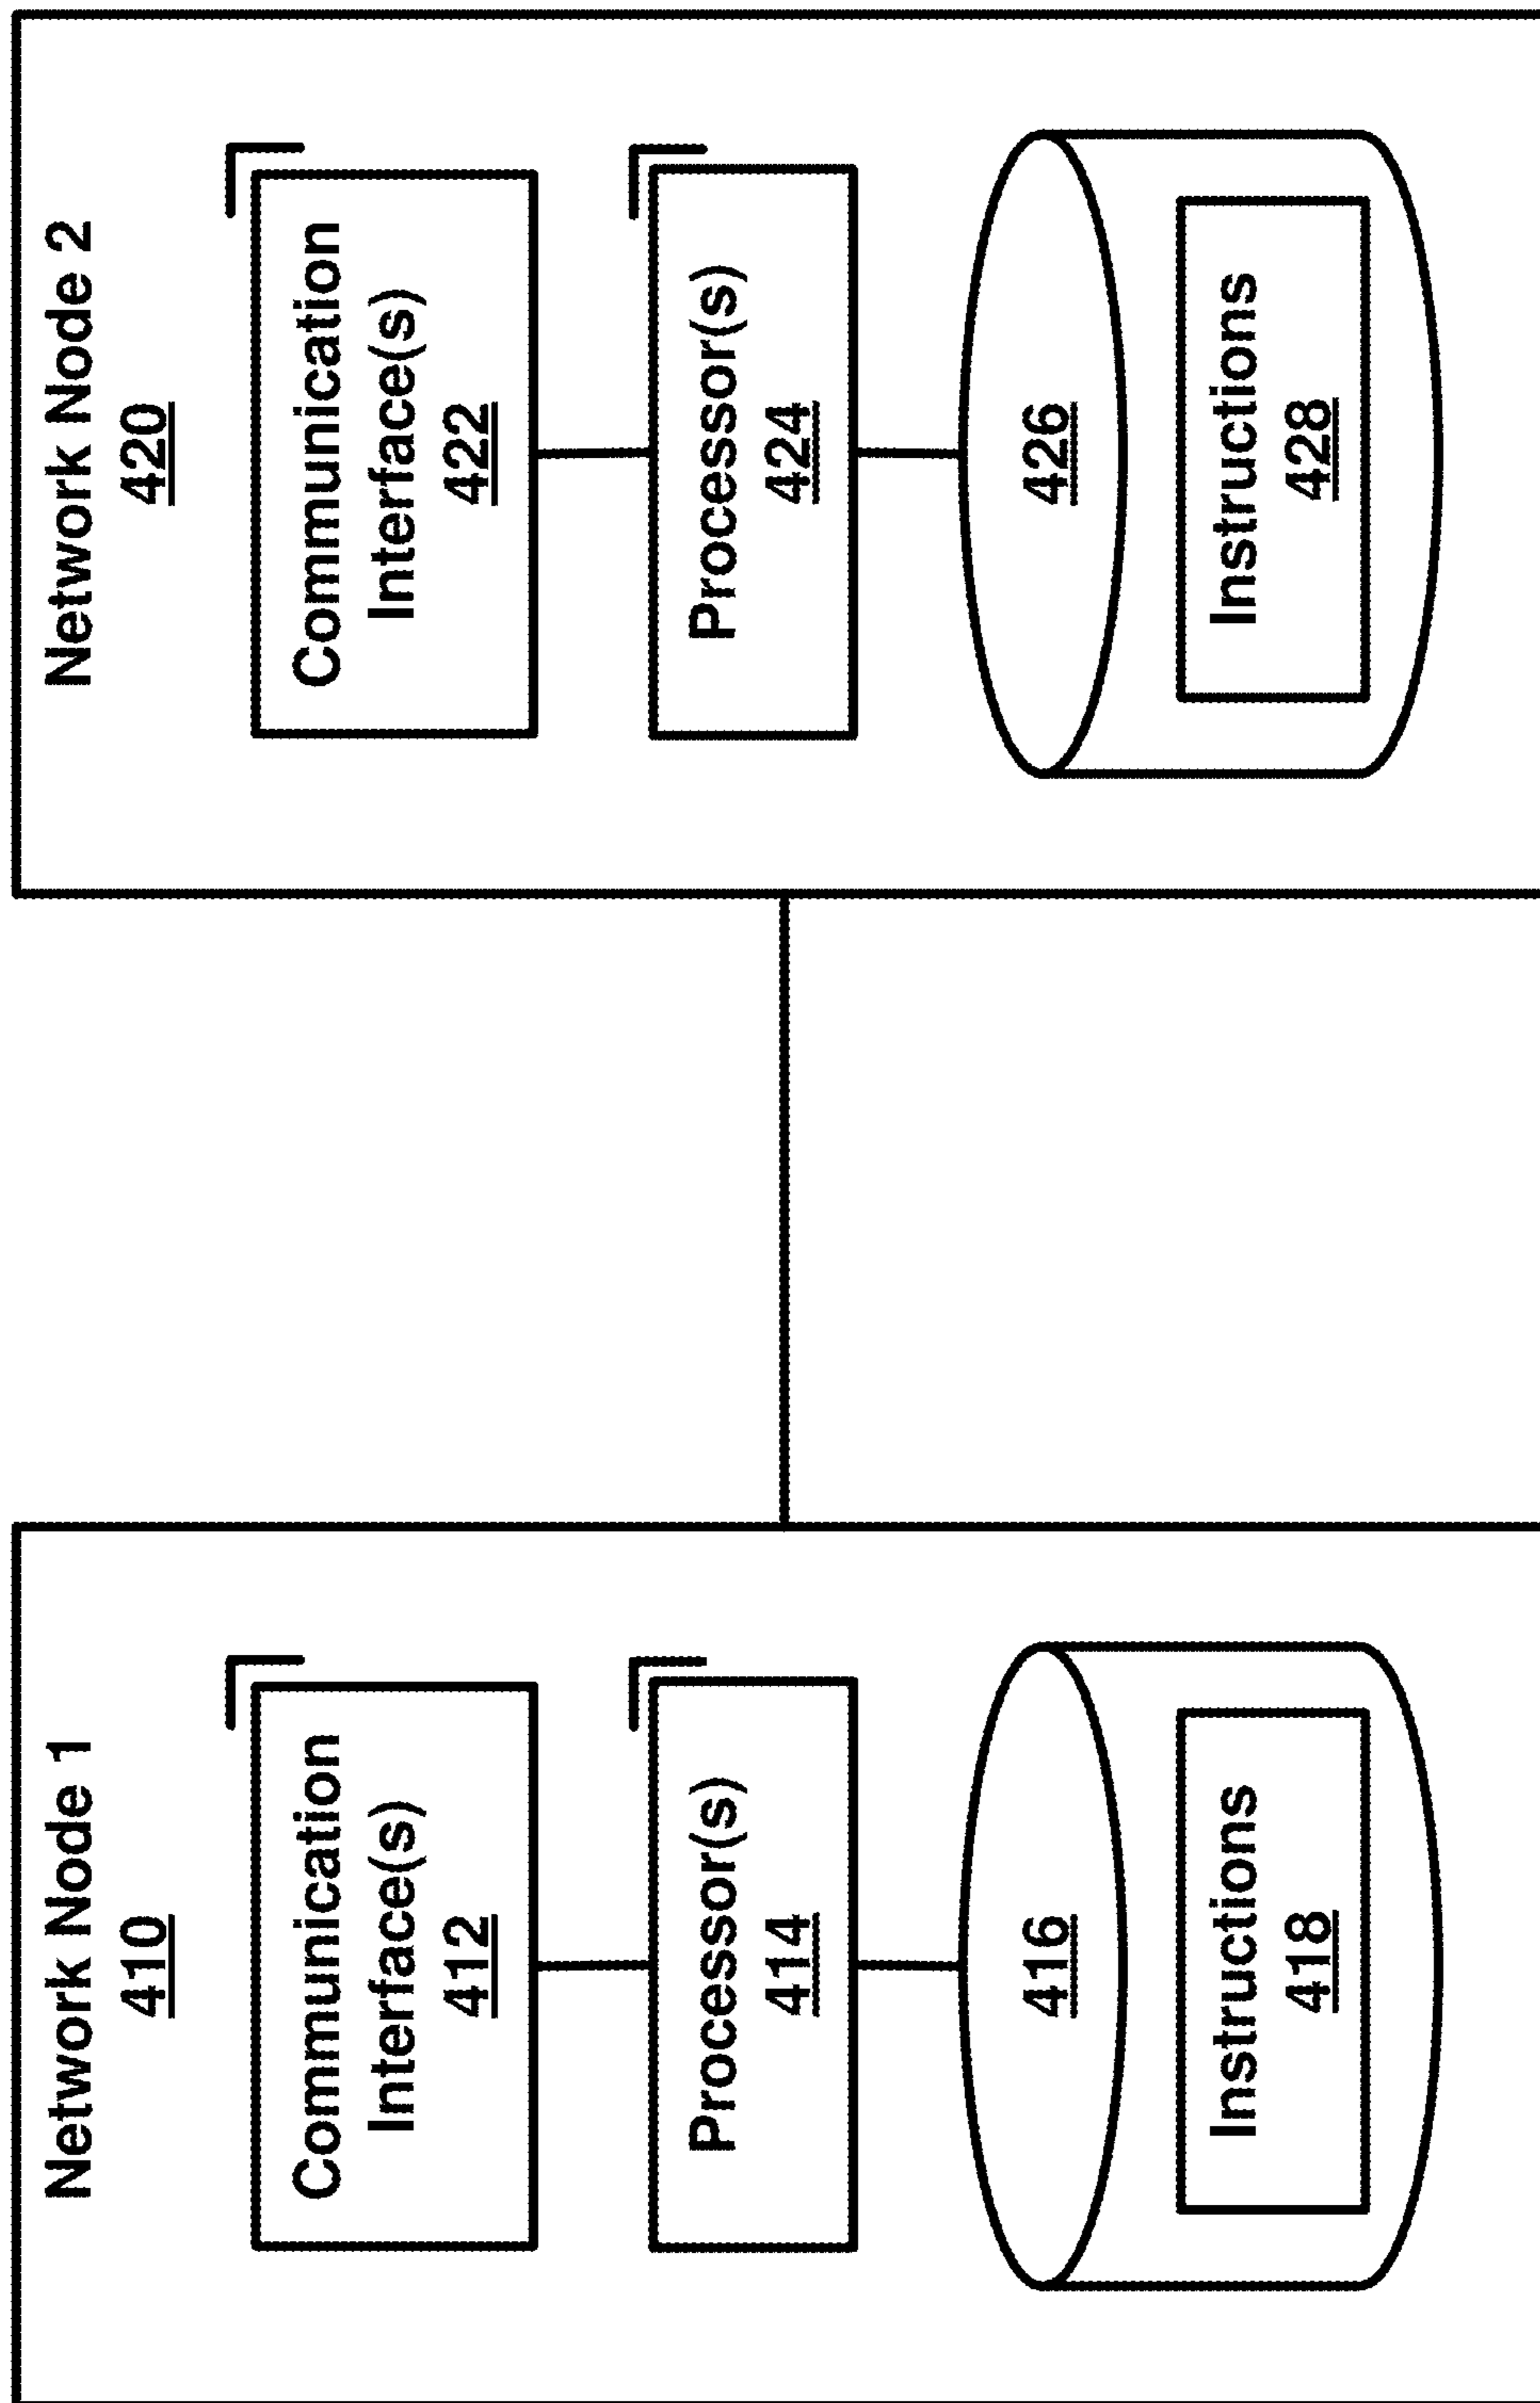 Network Node 1
410
Communication
Interface(s)
412
Processor(s)
414
416
Instructions
418
Network Node 2
420
Communication
Interface(s)
422
Processor(s)
424
426
Instructions
428